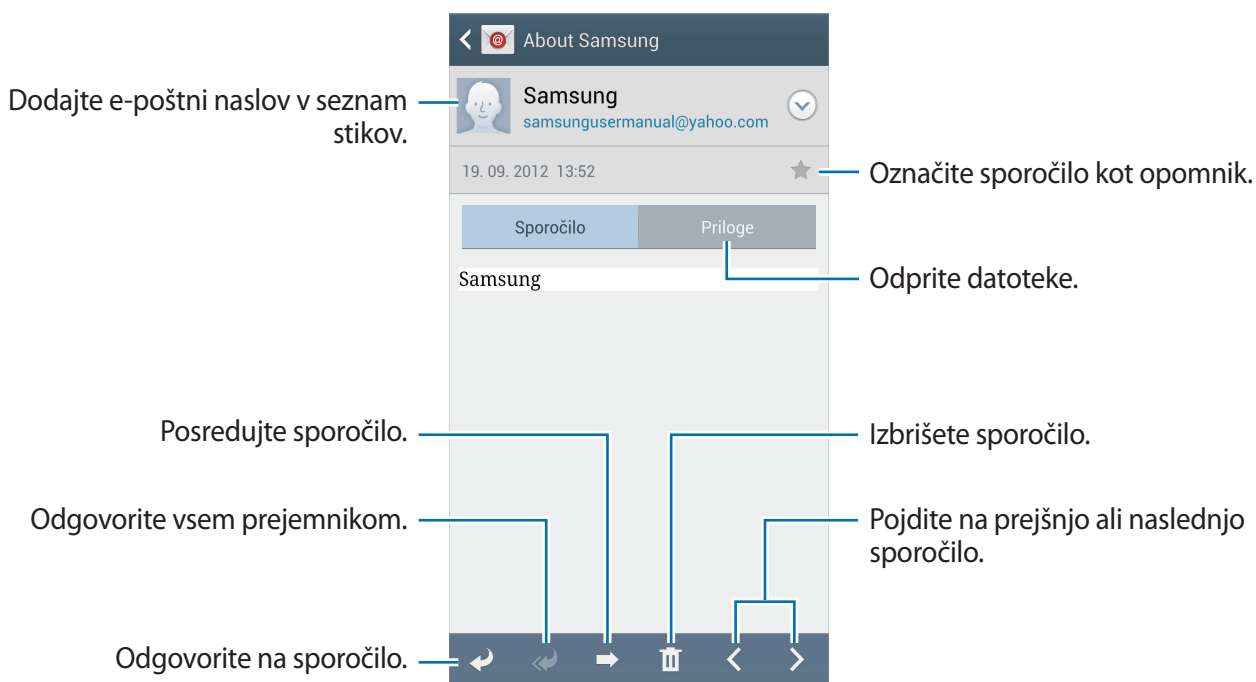 About Samsung
Dodajte e-poštni naslov v seznam
stikov.
Samsung
samsungusermanual@yahoo.com
19. 09. 2012 13:52
Označite sporočilo kot opomnik.
Sporočilo
Priloge
Samsung
Odprite datoteke.
Posredujte sporočilo.
Izbrišete sporočilo.
Odgovorite vsem prejemnikom.
Pojdite na prejšnjo ali naslednjo
sporočilo.
Odgovorite na sporočilo.